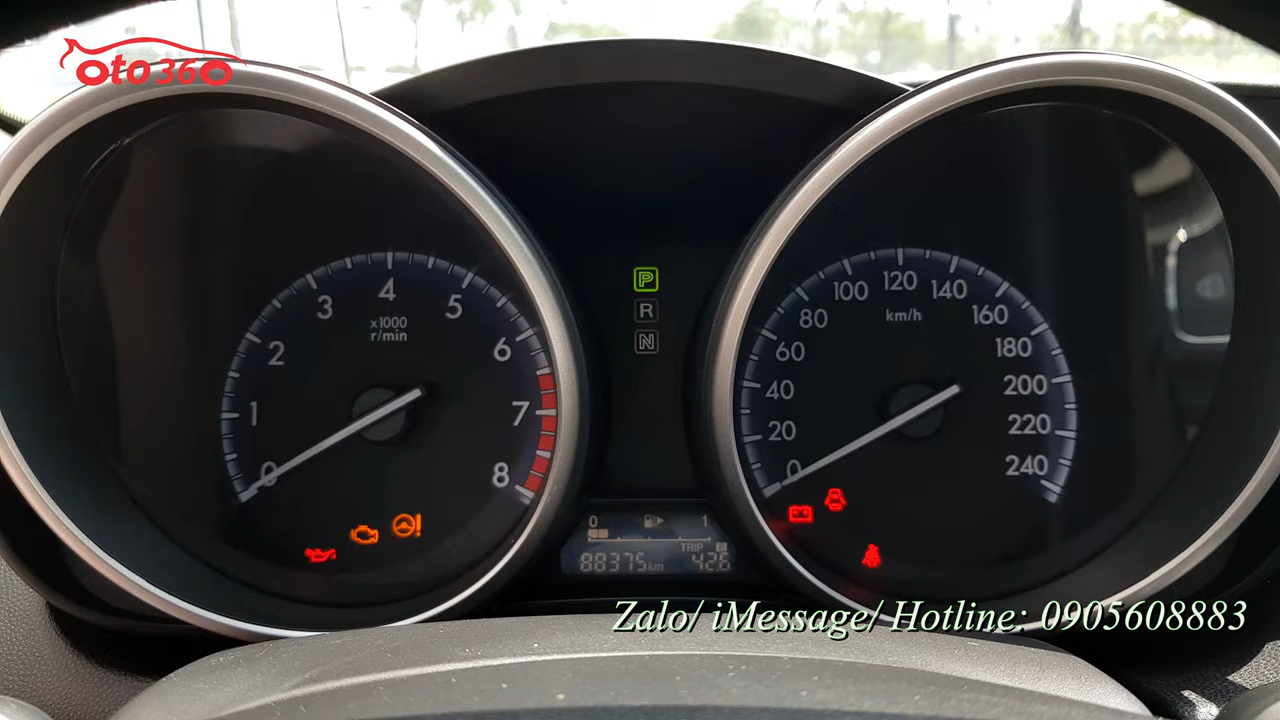 oto360
4
3
5
x1000
r/min
2
6
1
7
0
8
P
R
N
120
100
140
80
km/h
160
60
180
40
200
20
220
0
240
0
1
TRIP B
88375km
42.6
Zalo/ iMessage/ Hotline: 0905608883